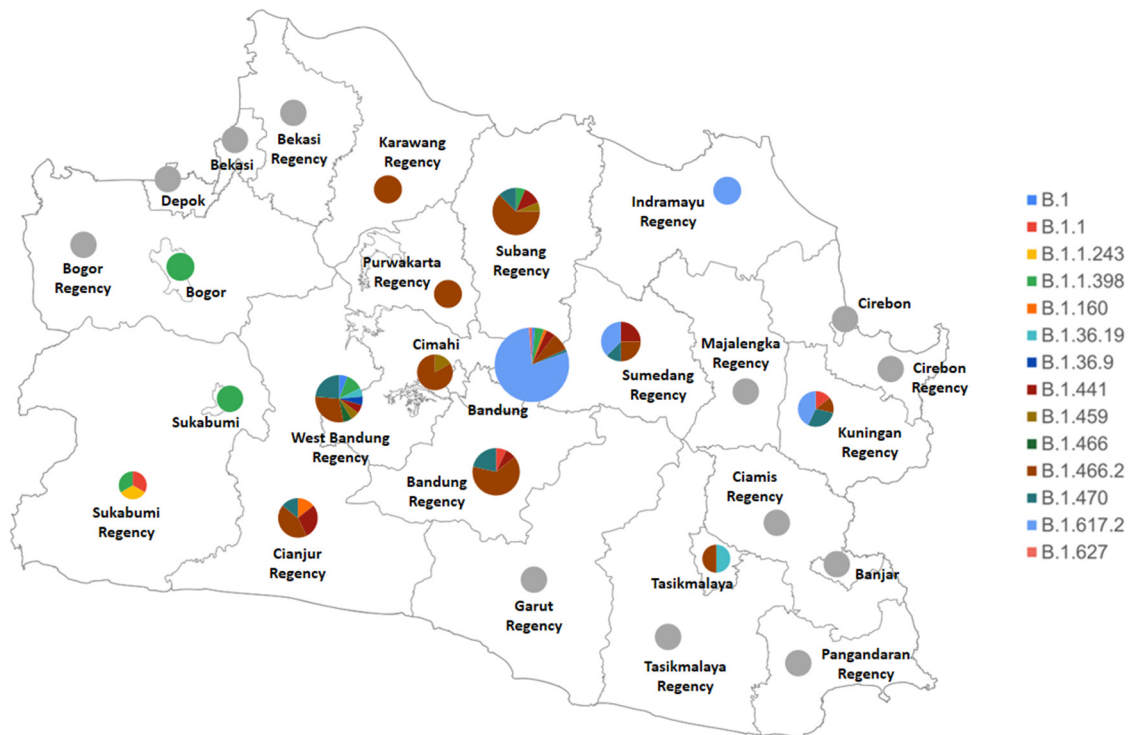 Bekasi
Regency
Bekasi
Karawang
Regency
Depok
Indramayu
Regency
Subang
Regency
Bogor
Regency
Bogor
Purwakarta
Regency
Cirebon
Cimahi
Majalengka
Regency
Sumedang
Regency
Cirebon
Regency
Bandung
Sukabumi
West Bandung
Regency
Kuningan
Regency
Bandung
Regency
Ciamis
Regency
Sukabumi
Regency
Cianjur
Regency
Tasikmalaya
Banjar
Garut
Regency
Tasikmalaya
Regency
Pangandaran
Regency
B.1
B.1.1
B.1.1.243
B.1.1.398
B.1.160
B.1.36.19
B.1.36.9
B.1.441
B.1.459
B.1.466
B.1.466.2
B.1.470
B.1.617.2
B.1.627